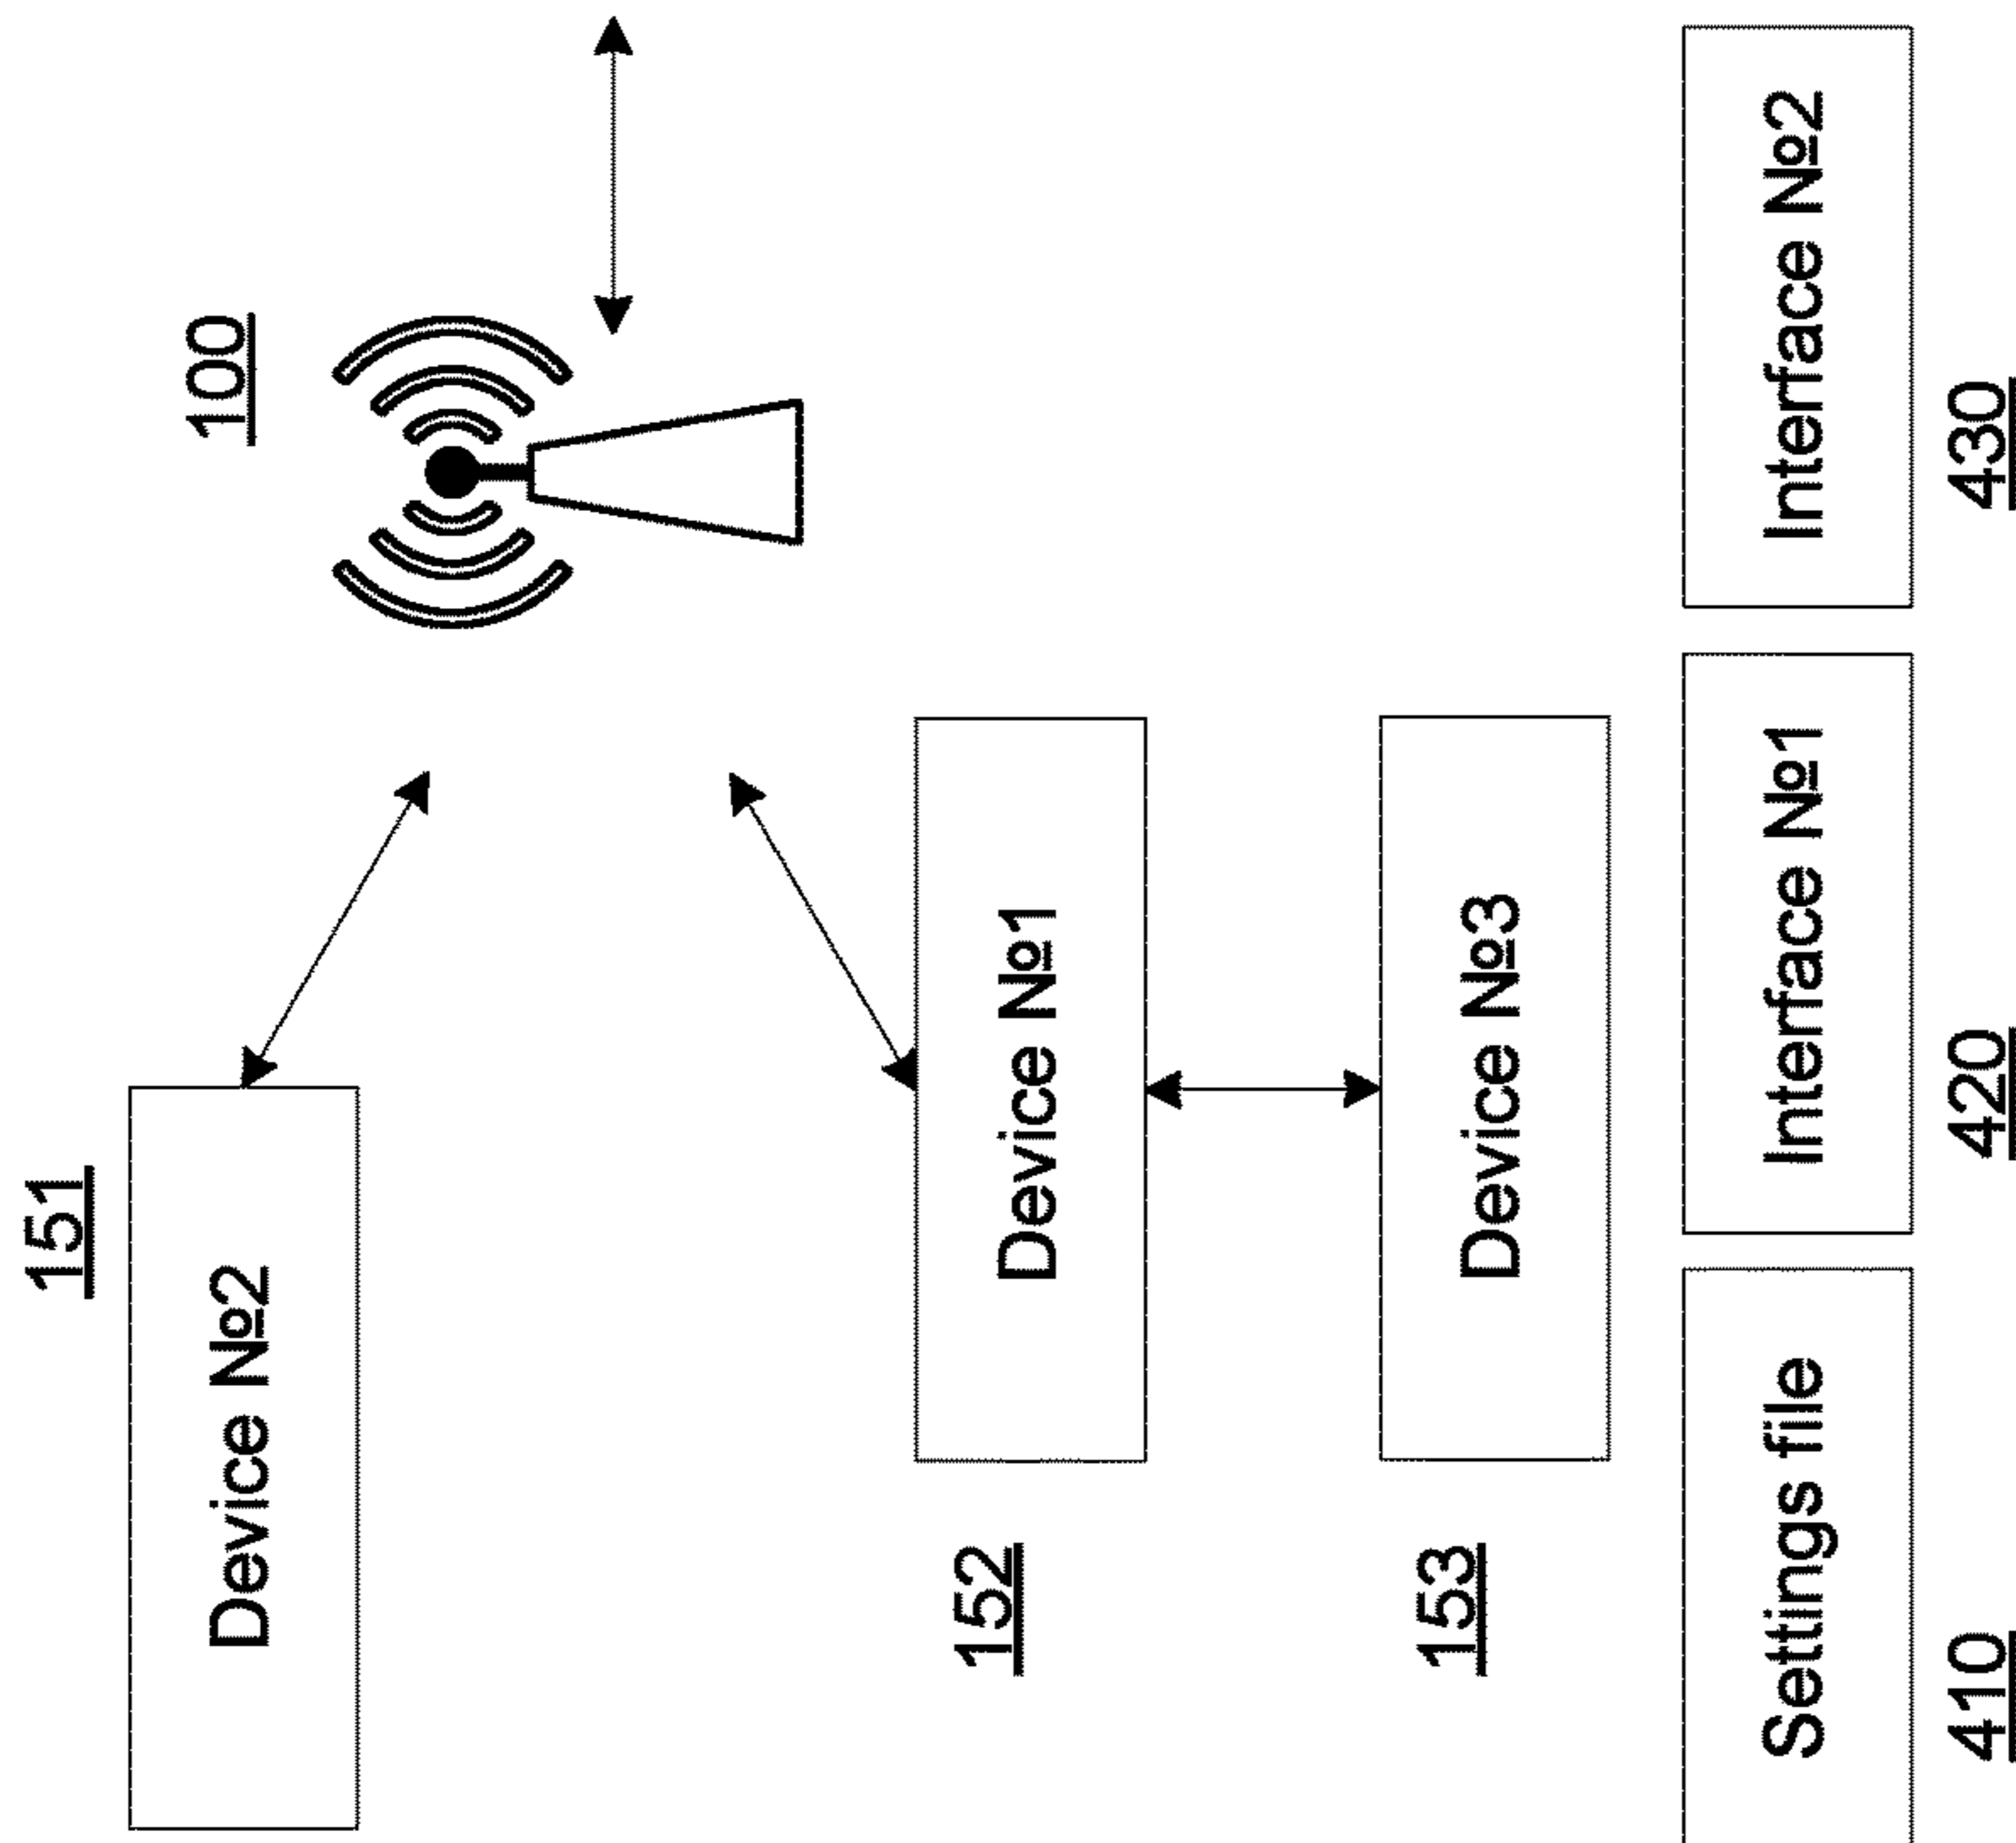 151
Device №2
100
Device №1
152
Device №3
153
Settings file
Interface №1
Interface №2
410
420
430